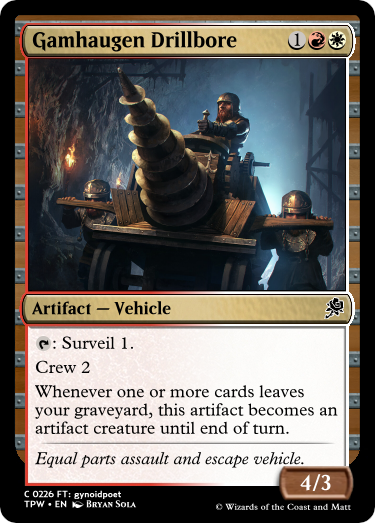 Gamhaugen Drillbore 1
Artifact — Vehicle
: Surveil 1.
Crew 2
Whenever one or more cards leaves
your graveyard, this artifact becomes an
artifact creature until end of turn.
Equal parts assault and escape vehicle.
4/3
C 0226 FT: gynoidpoet
TPW • EN Bryan Sola
© Wizards of the Coast and Matt